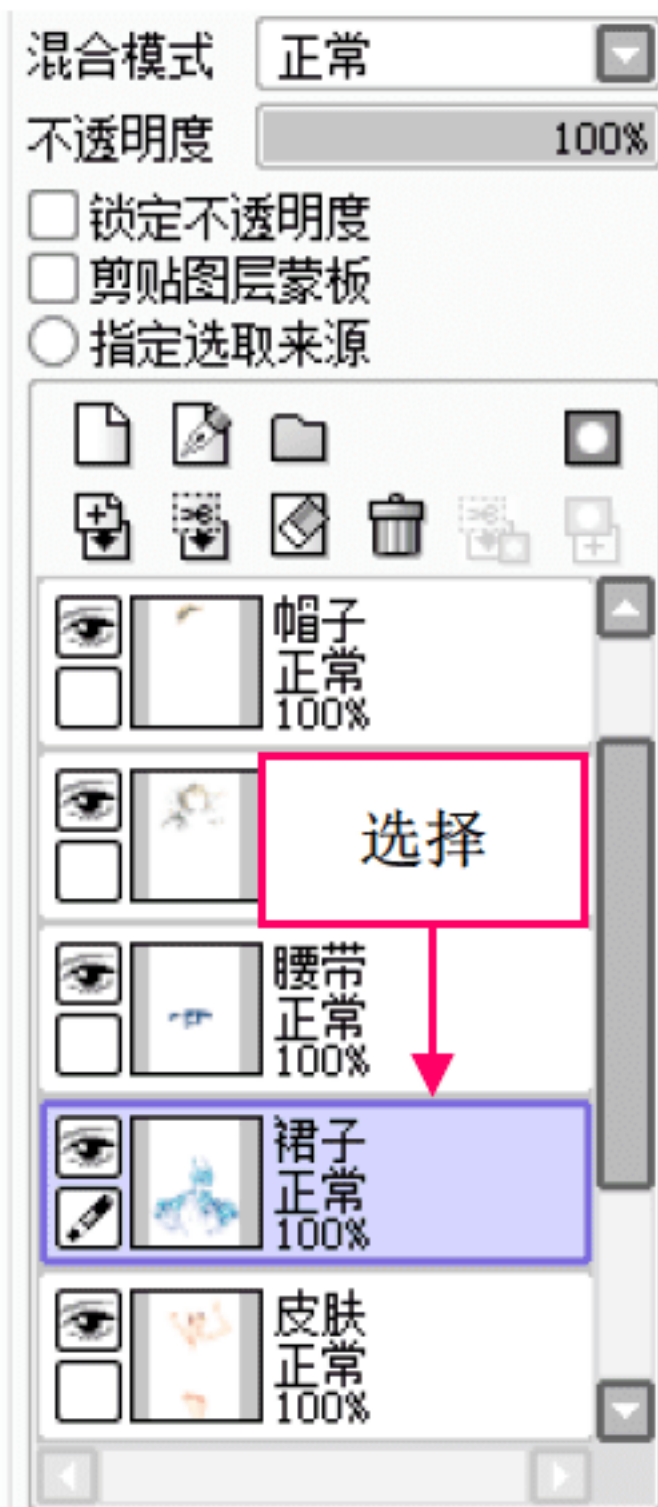 混合模式 正常
不透明度 100%
锁定不透明度
剪贴图层蒙板
指定选取来源
帽子
正常
100%
选择
腰带
正常
100%
裙子
正常
100%
皮肤
正常
100%